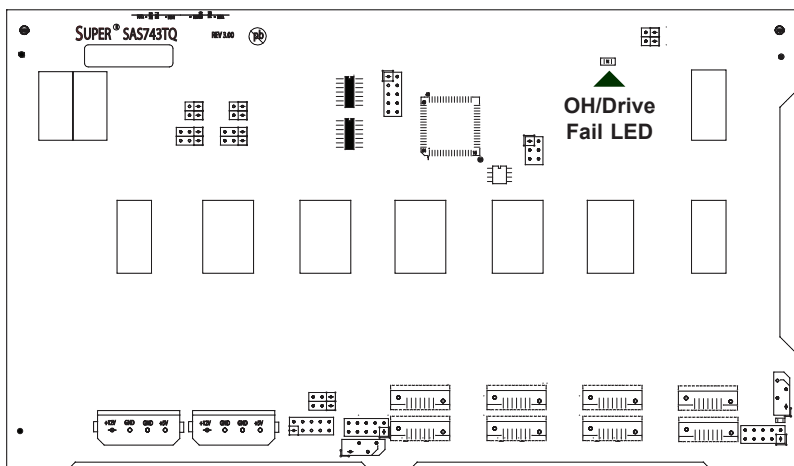 SUPER® SAS743TQ REV 3.00 Pb
OH/Drive
Fail LED
+12V GND GND +5V +12V GND GND +5V